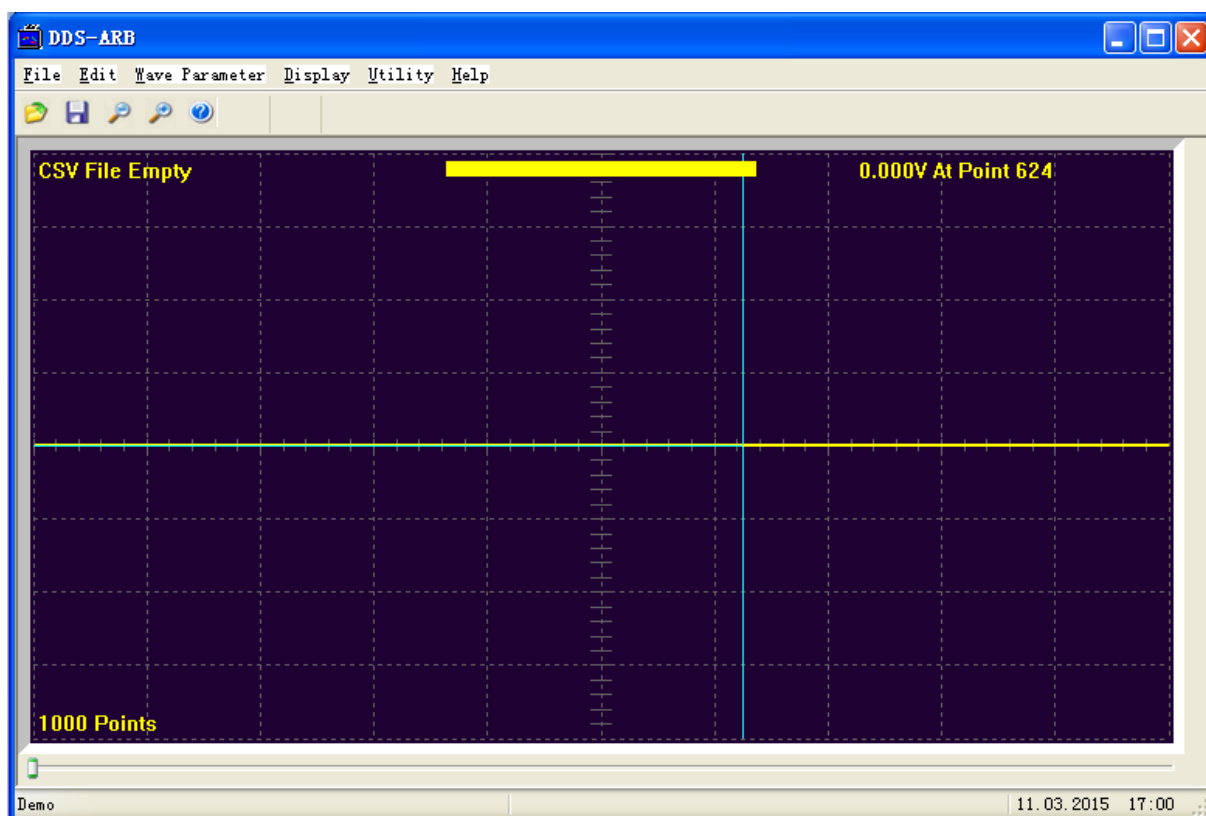 DDS-ARB
File Edit Wave Parameter Display Utility Help
CSV File Empty 0.000V At Point 624
1000 Points
Demo 11.03.2015 17:00